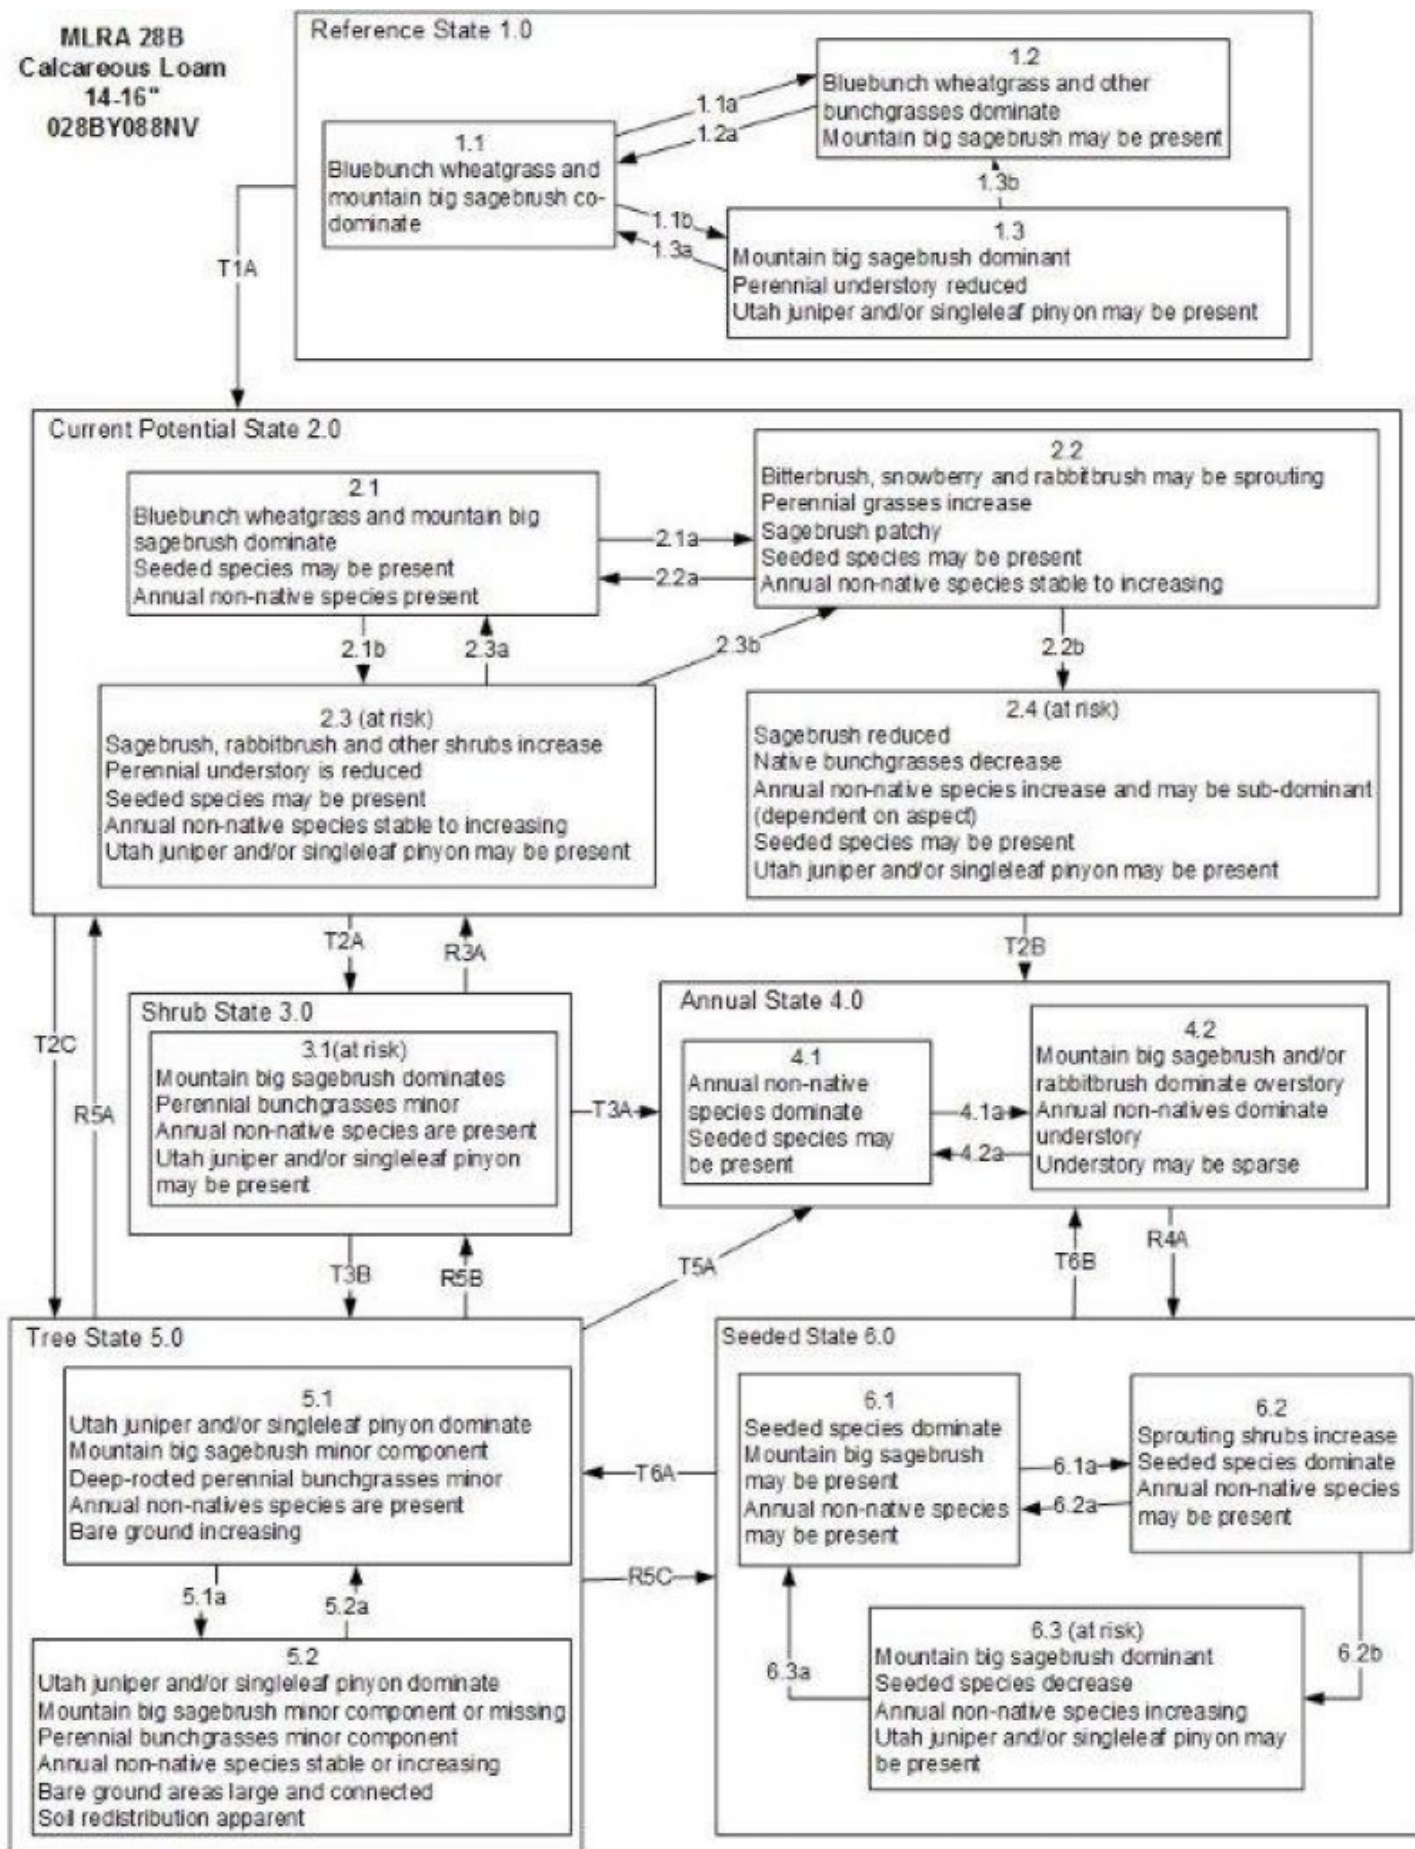 MLRA 28B
Calcareous Loam
14-16"
028BY088NV
Reference State 1.0
1.1
Bluebunch wheatgrass and
mountain big sagebrush co-
dominate
1.1a
1.2a
1.2
Bluebunch wheatgrass and other
bunchgrasses dominate
Mountain big sagebrush may be present
1.3b
1.1b
1.3a
1.3
Mountain big sagebrush dominant
Perennial understory reduced
Utah juniper and/or singleleaf pinyon may be present
T1A
Current Potential State 2.0
2.1
Bluebunch wheatgrass and mountain big
sagebrush dominate
Seeded species may be present
Annual non-native species present
2.1a
2.2a
2.2
Bitterbrush, snowberry and rabbitbrush may be sprouting
Perennial grasses increase
Sagebrush patchy
Seeded species may be present
Annual non-native species stable to increasing
2.1b
2.3a
2.3b
2.2b
2.3 (at risk)
Sagebrush, rabbitbrush and other shrubs increase
Perennial understory is reduced
Seeded species may be present
Annual non-native species stable to increasing
Utah juniper and/or singleleaf pinyon may be present
2.4 (at risk)
Sagebrush reduced
Native bunchgrasses decrease
Annual non-native species increase and may be sub-dominant
(dependent on aspect)
Seeded species may be present
Utah juniper and/or singleleaf pinyon may be present
T2A
R3A
T2B
T2C
R5A
Shrub State 3.0
3.1(at risk)
Mountain big sagebrush dominates
Perennial bunchgrasses minor
Annual non-native species are present
Utah juniper and/or singleleaf pinyon
may be present
T3A
Annual State 4.0
4.1
Annual non-native
species dominate
Seeded species may
be present
4.1a
4.2a
4.2
Mountain big sagebrush and/or
rabbitbrush dominate overstory
Annual non-natives dominate
understory
Understory may be sparse
T3B
R5B
T5A
T6B
R4A
Tree State 5.0
5.1
Utah juniper and/or singleleaf pinyon dominate
Mountain big sagebrush minor component
Deep-rooted perennial bunchgrasses minor
Annual non-natives species are present
Bare ground increasing
5.1a
5.2a
5.2
Utah juniper and/or singleleaf pinyon dominate
Mountain big sagebrush minor component or missing
Perennial bunchgrasses minor component
Annual non-native species stable or increasing
Bare ground areas large and connected
Soil redistribution apparent
T6A
R5C
Seeded State 6.0
6.1
Seeded species dominate
Mountain big sagebrush
may be present
Annual non-native species
may be present
6.1a
6.2a
6.2
Sprouting shrubs increase
Seeded species dominate
Annual non-native species
may be present
6.3a
6.2b
6.3 (at risk)
Mountain big sagebrush dominant
Seeded species decrease
Annual non-native species increasing
Utah juniper and/or singleleaf pinyon may
be present